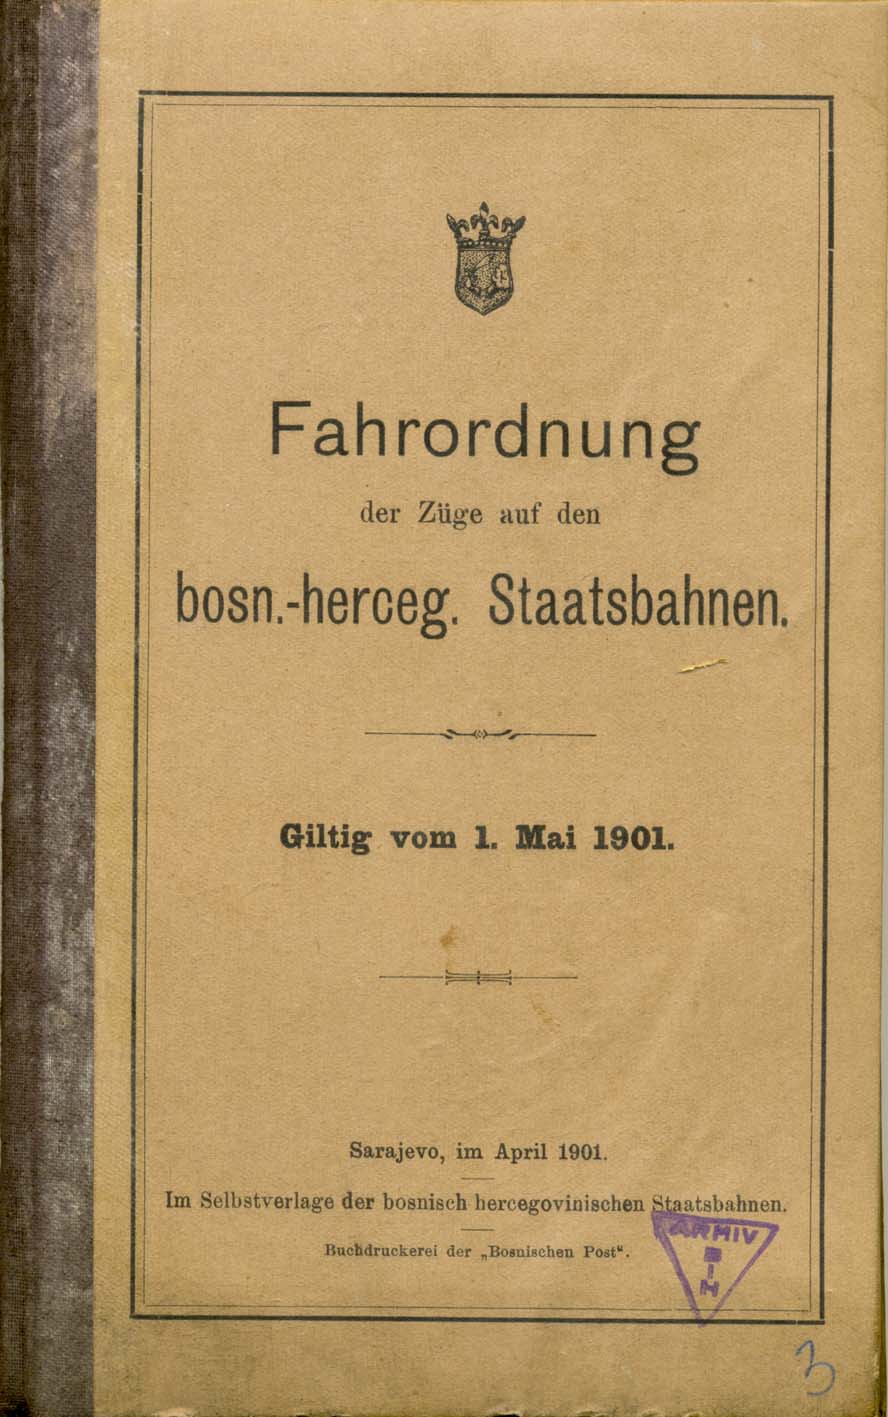 Fahrordnung
der Züge auf den
bosn.-herceg. Staatsbahnen.
Giltig vom 1. Mai 1901.
Sarajevo, im April 1901.
Im Selbstverlage der bosnisch hercegovinischen Staatsbahnen.
Buchdruckerei der „Bosnischen Post“.
ARHIV
B
I
H
3